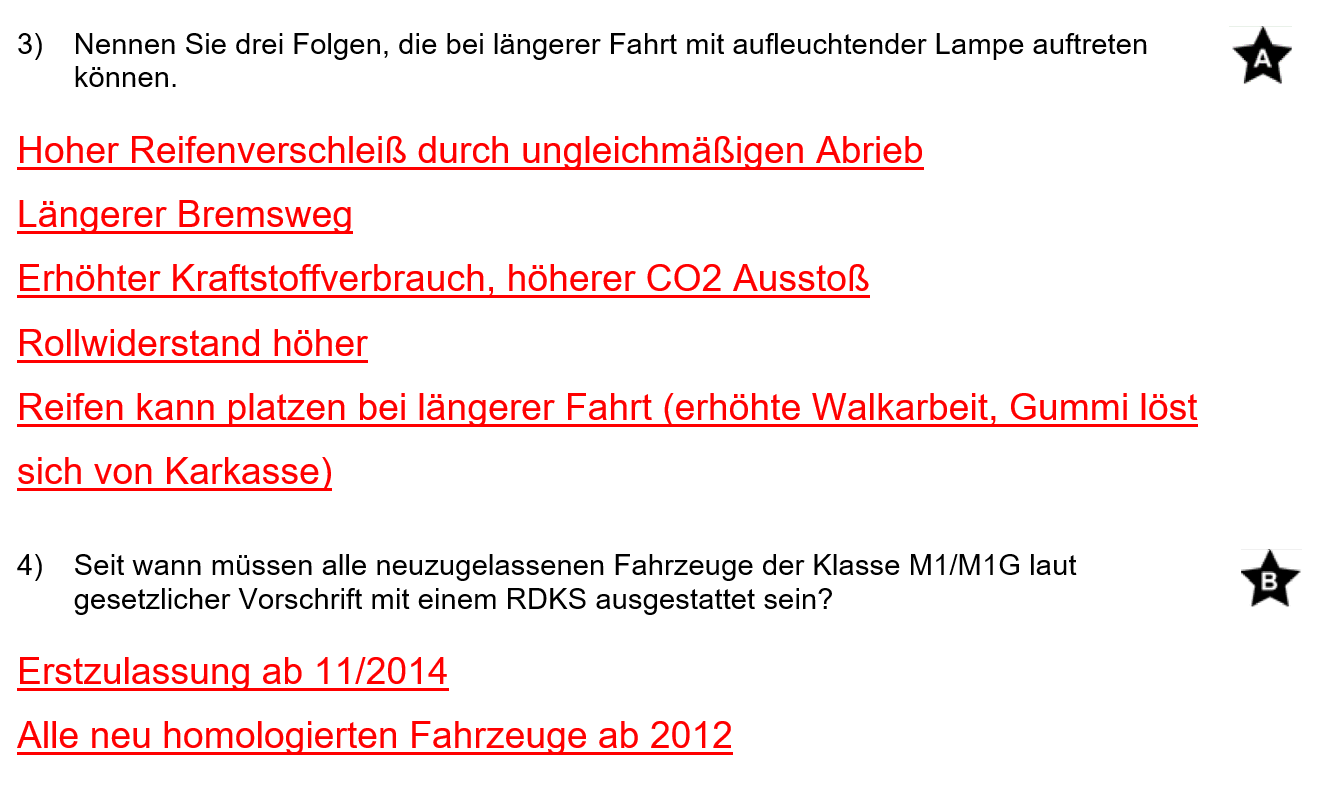 3) Nennen Sie drei Folgen, die bei längerer Fahrt mit aufleuchtender Lampe auftreten
können.
A
Hoher Reifenverschleiß durch ungleichmäßigen Abrieb
Längerer Bremsweg
Erhöhter Kraftstoffverbrauch, höherer CO2 Ausstoß
Rollwiderstand höher
Reifen kann platzen bei längerer Fahrt (erhöhte Walkarbeit, Gummi löst
sich von Karkasse)
4) Seit wann müssen alle neuzugelassenen Fahrzeuge der Klasse M1/M1G laut
gesetzlicher Vorschrift mit einem RDKS ausgestattet sein?
B
Erstzulassung ab 11/2014
Alle neu homologierten Fahrzeuge ab 2012